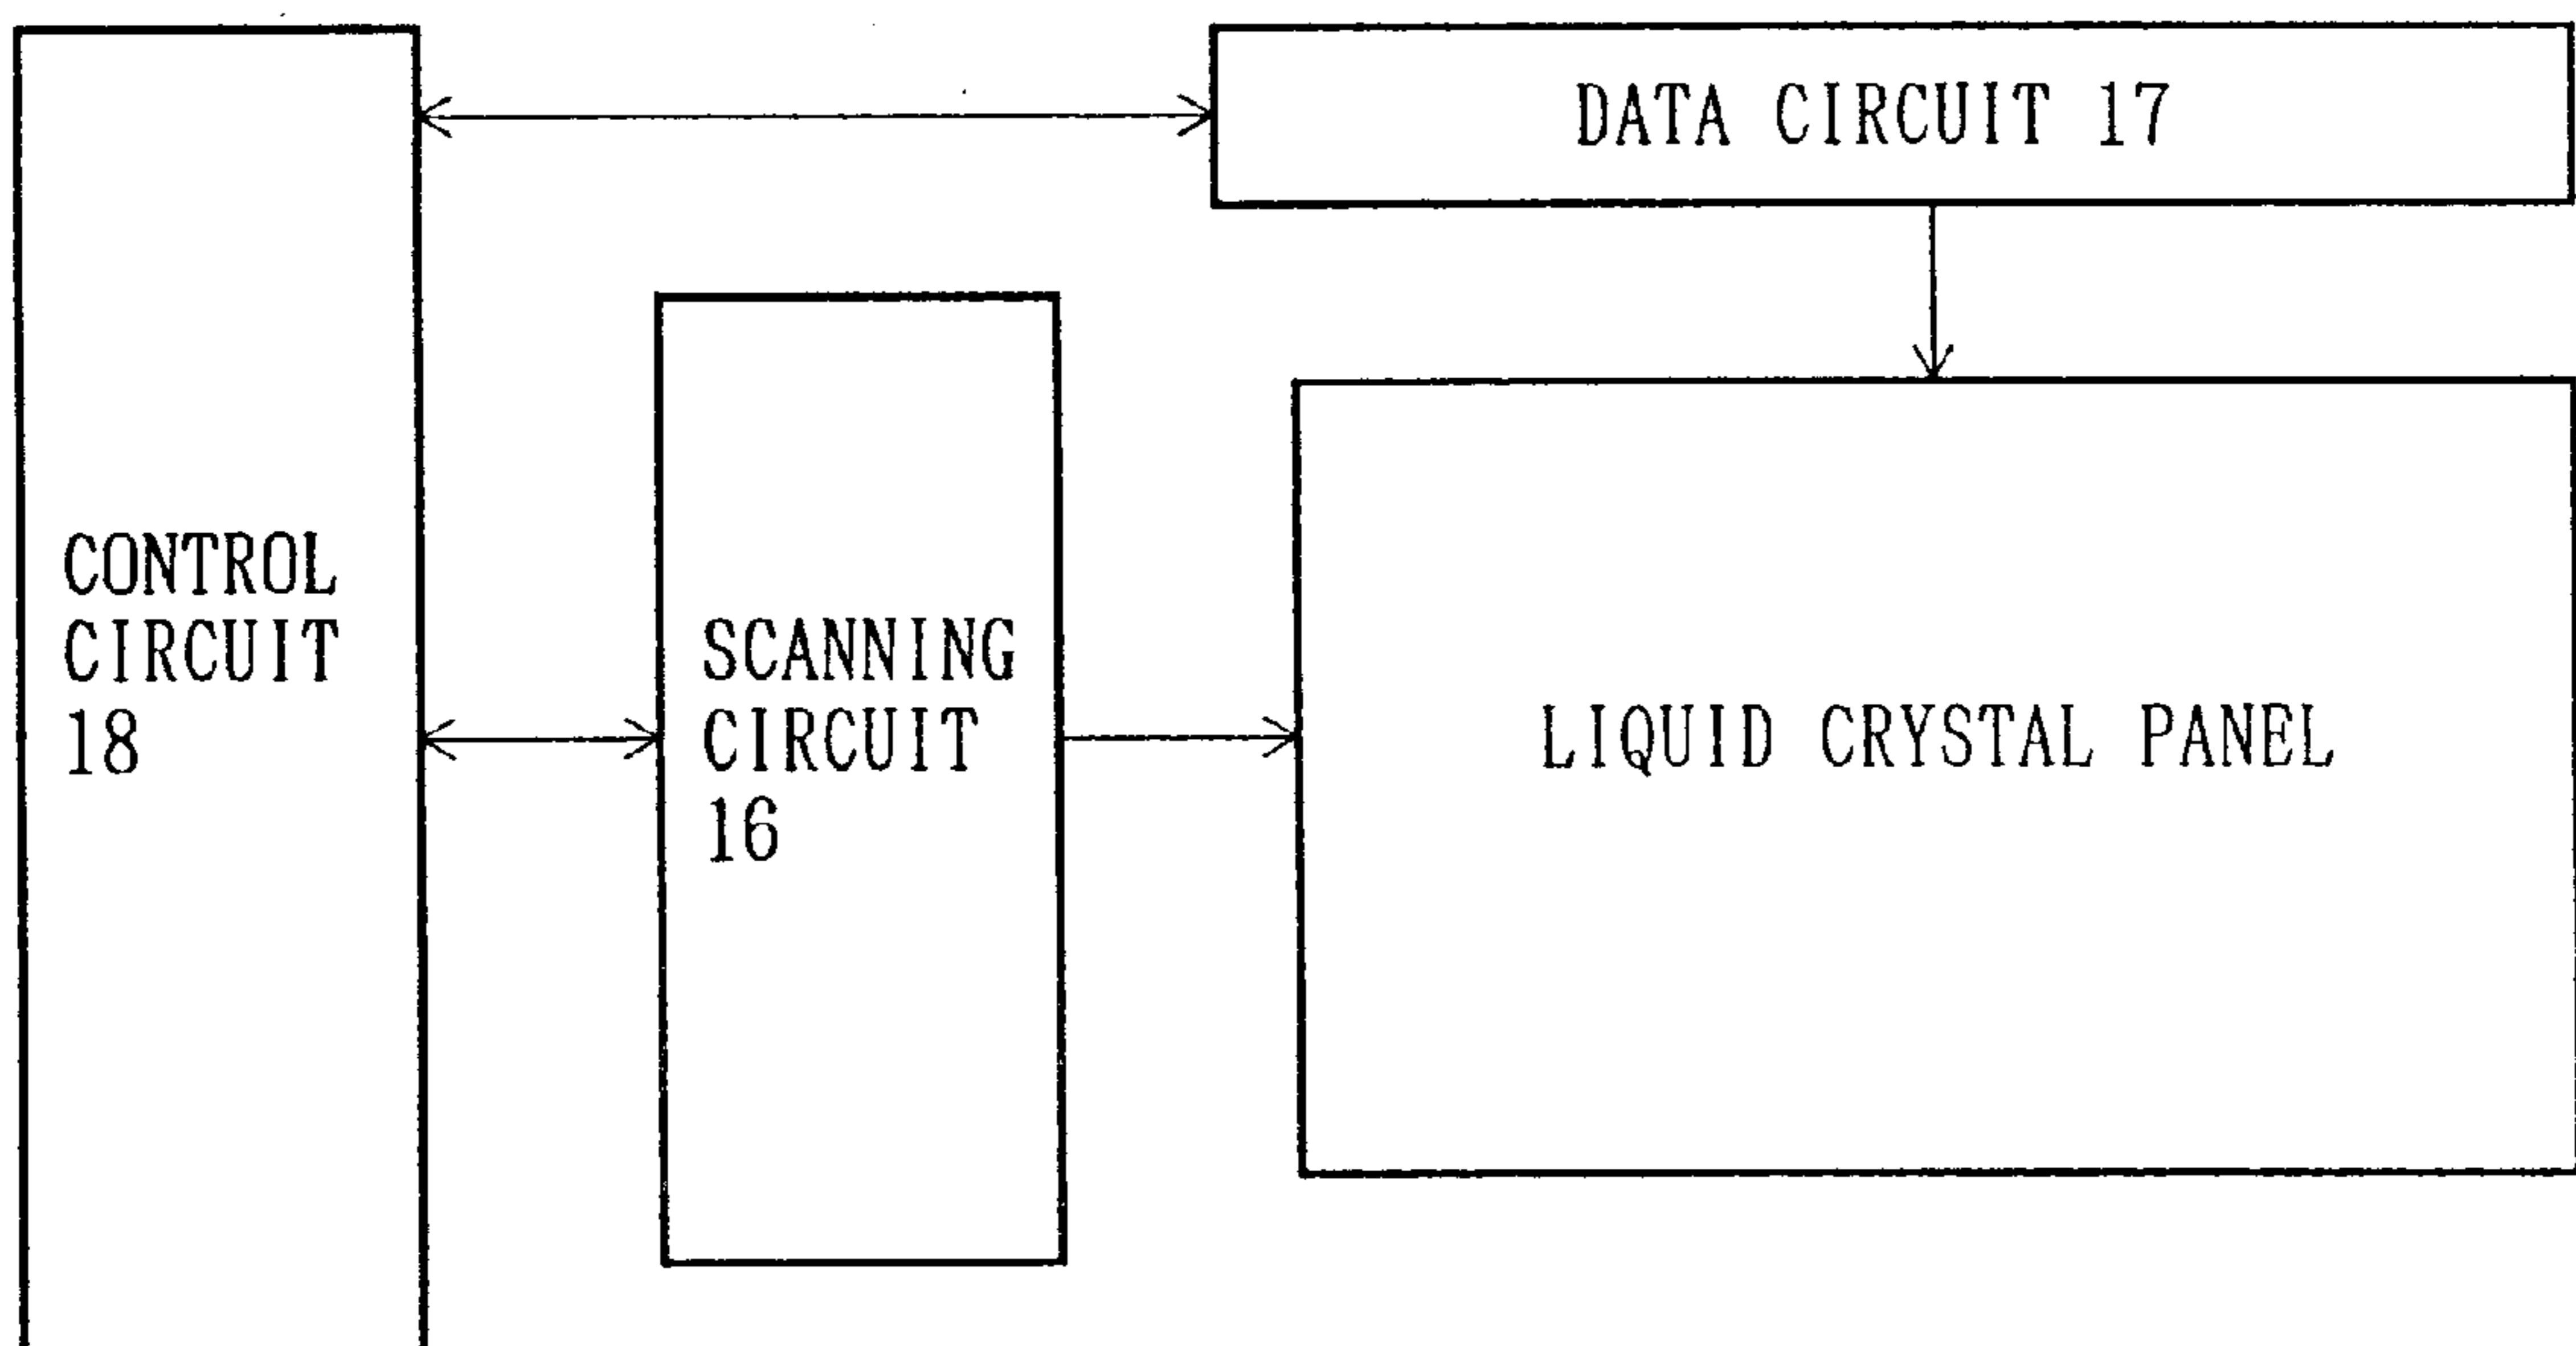 DATA CIRCUIT 17
CONTROL
CIRCUIT
18
SCANNING
CIRCUIT
16
LIQUID CRYSTAL PANEL